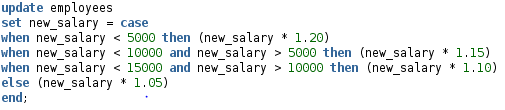 update employees
set new_salary = case
when new_salary < 5000 then (new_salary * 1.20)
when new_salary < 10000 and new_salary > 5000 then (new_salary * 1.15)
when new_salary < 15000 and new_salary > 10000 then (new_salary * 1.10)
else (new_salary * 1.05)
end;